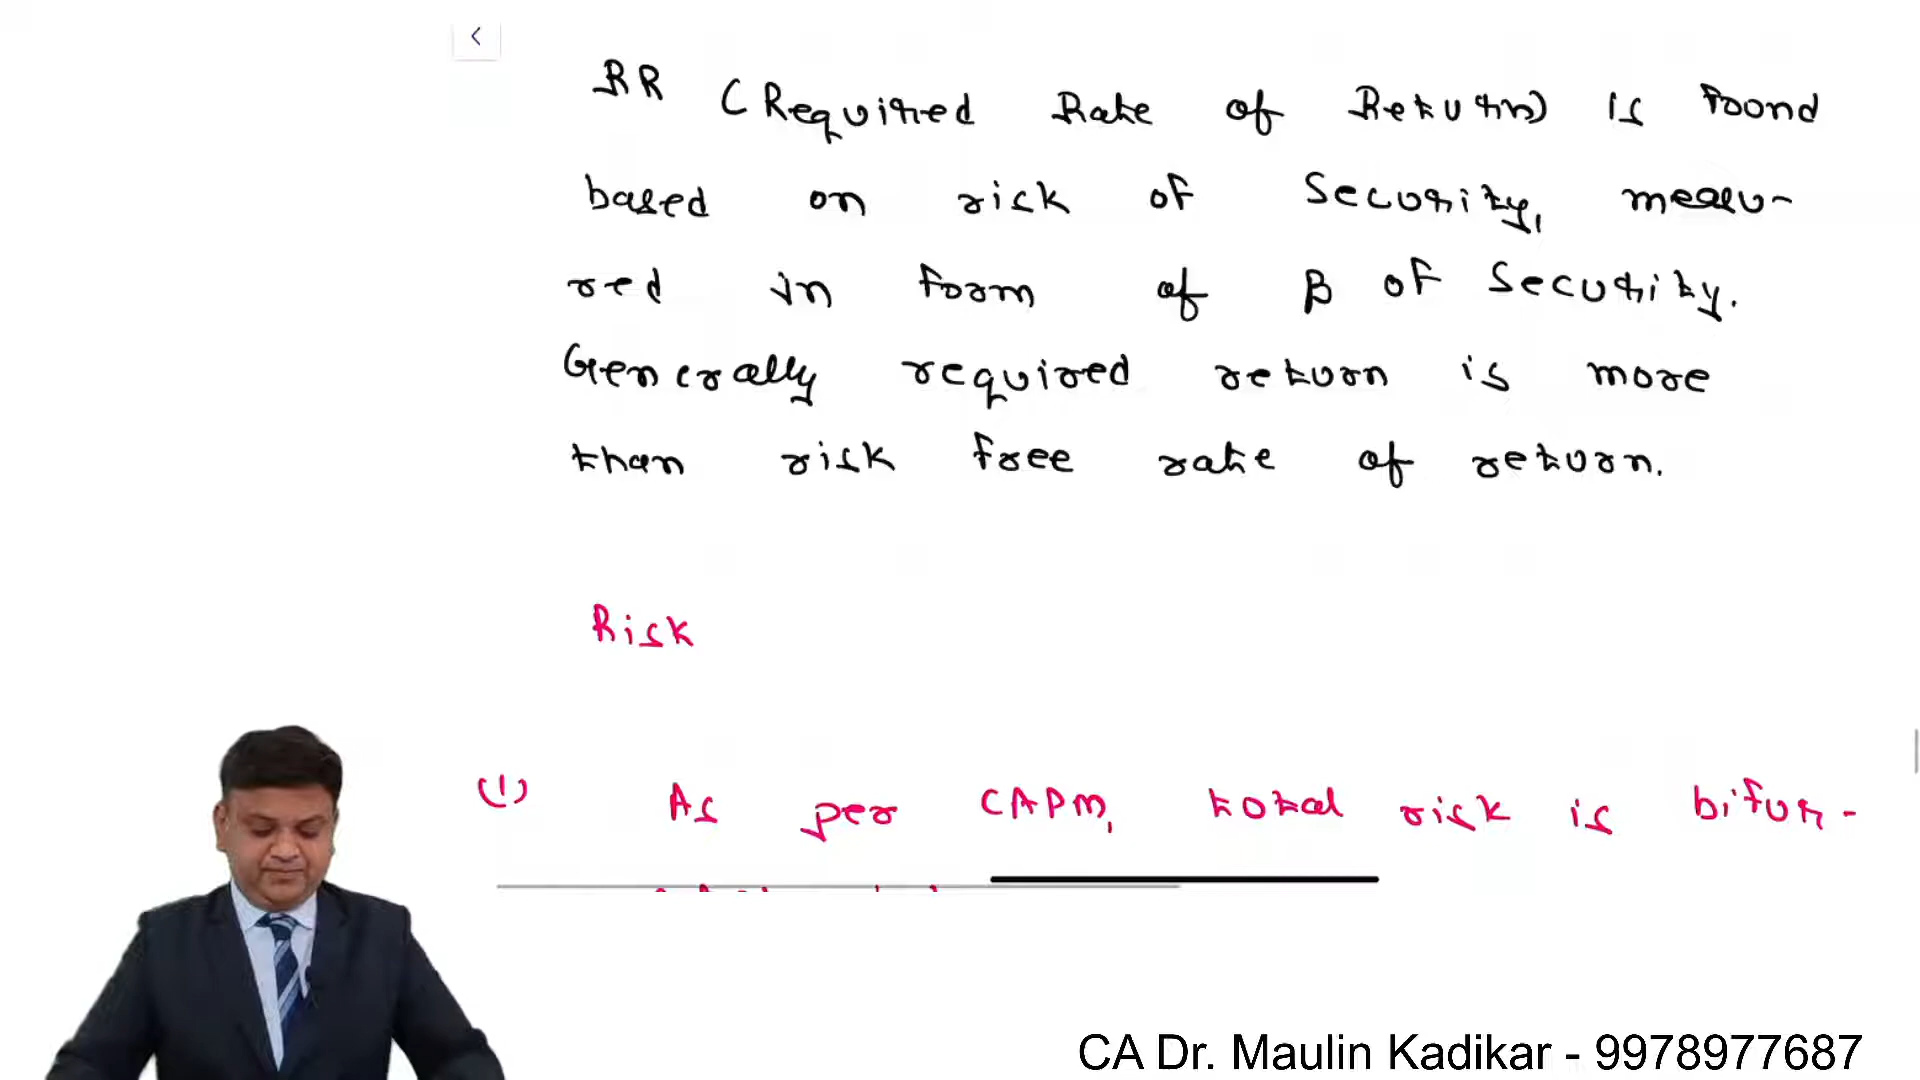 RR (Required Rate of Return) is found
based on risk of Security, measu-
red in form of β of Security.
Generally required return is more
than risk free rate of return.
Risk
(1) As per CAPM, total risk is bifur-
CA Dr. Maulin Kadikar - 9978977687